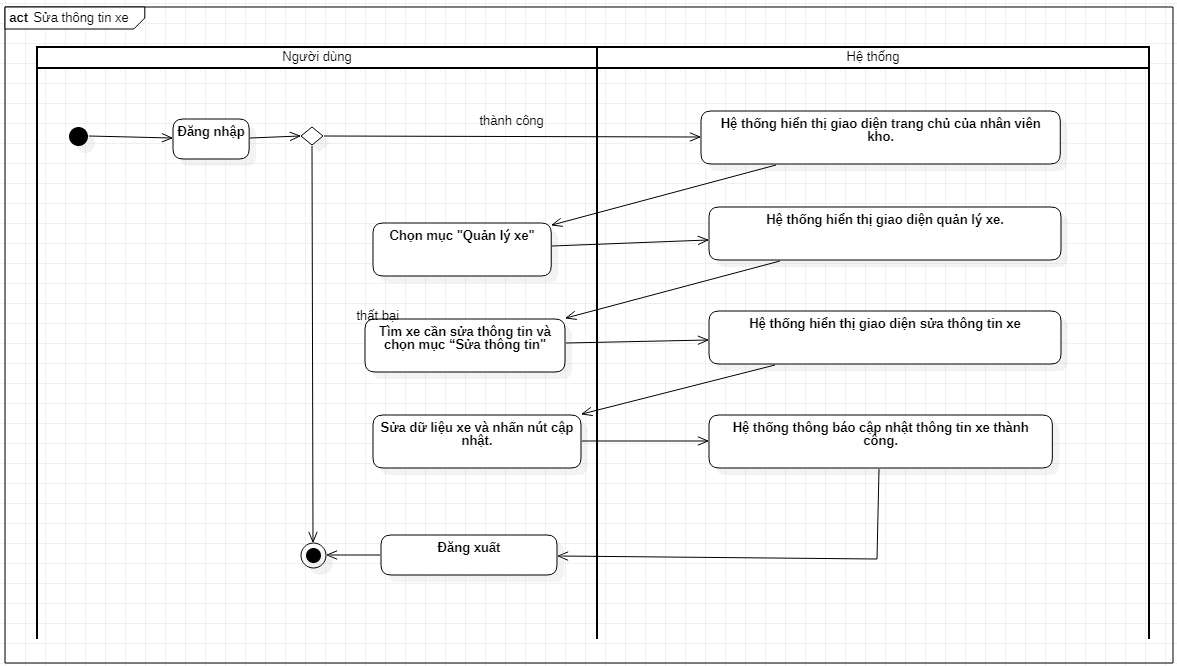 act Sửa thông tin xe
Người dùng
Hệ thống
Đăng nhập
thành công
Hệ thống hiển thị giao diện trang chủ của nhân viên
kho.
Chọn mục "Quản lý xe"
Hệ thống hiển thị giao diện quản lý xe.
thất bại
Tìm xe cần sửa thông tin và
chọn mục “Sửa thông tin"
Hệ thống hiển thị giao diện sửa thông tin xe
Sửa dữ liệu xe và nhấn nút cập
nhật.
Hệ thống thông báo cập nhật thông tin xe thành
công.
Đăng xuất